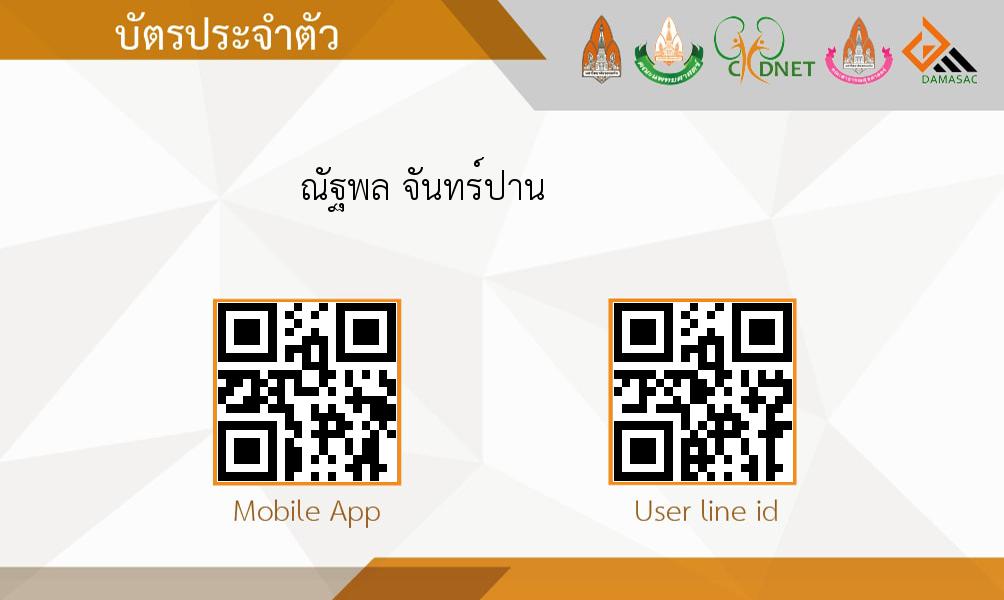 บัตรประจำตัว
CKDNET
DAMASAC
ณัฐพล จันทร์ปาน
Mobile App
User line id